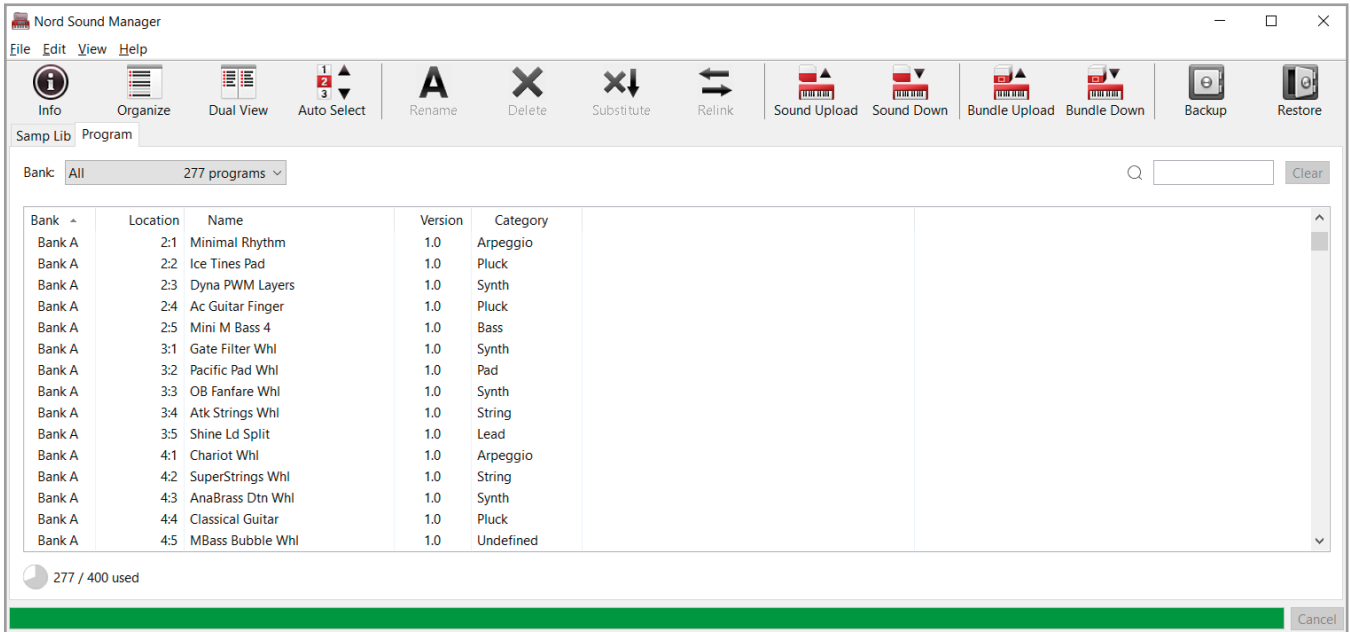 Nord Sound Manager
File Edit View Help
1
2
3
Info Organize Dual View Auto Select Rename Delete Substitute Relink Sound Upload Sound Down Bundle Upload Bundle Down Backup Restore
Samp Lib Program
Bank: All 277 programs Clear
Bank Location Name Version Category
Bank A 2:1 Minimal Rhythm 1.0 Arpeggio
Bank A 2:2 Ice Tines Pad 1.0 Pluck
Bank A 2:3 Dyna PWM Layers 1.0 Synth
Bank A 2:4 Ac Guitar Finger 1.0 Pluck
Bank A 2:5 Mini M Bass 4 1.0 Bass
Bank A 3:1 Gate Filter Whl 1.0 Synth
Bank A 3:2 Pacific Pad Whl 1.0 Pad
Bank A 3:3 OB Fanfare Whl 1.0 Synth
Bank A 3:4 Atk Strings Whl 1.0 String
Bank A 3:5 Shine Ld Split 1.0 Lead
Bank A 4:1 Chariot Whl 1.0 Arpeggio
Bank A 4:2 SuperStrings Whl 1.0 String
Bank A 4:3 AnaBrass Dtn Whl 1.0 Synth
Bank A 4:4 Classical Guitar 1.0 Pluck
Bank A 4:5 MBass Bubble Whl 1.0 Undefined
277 / 400 used
Cancel